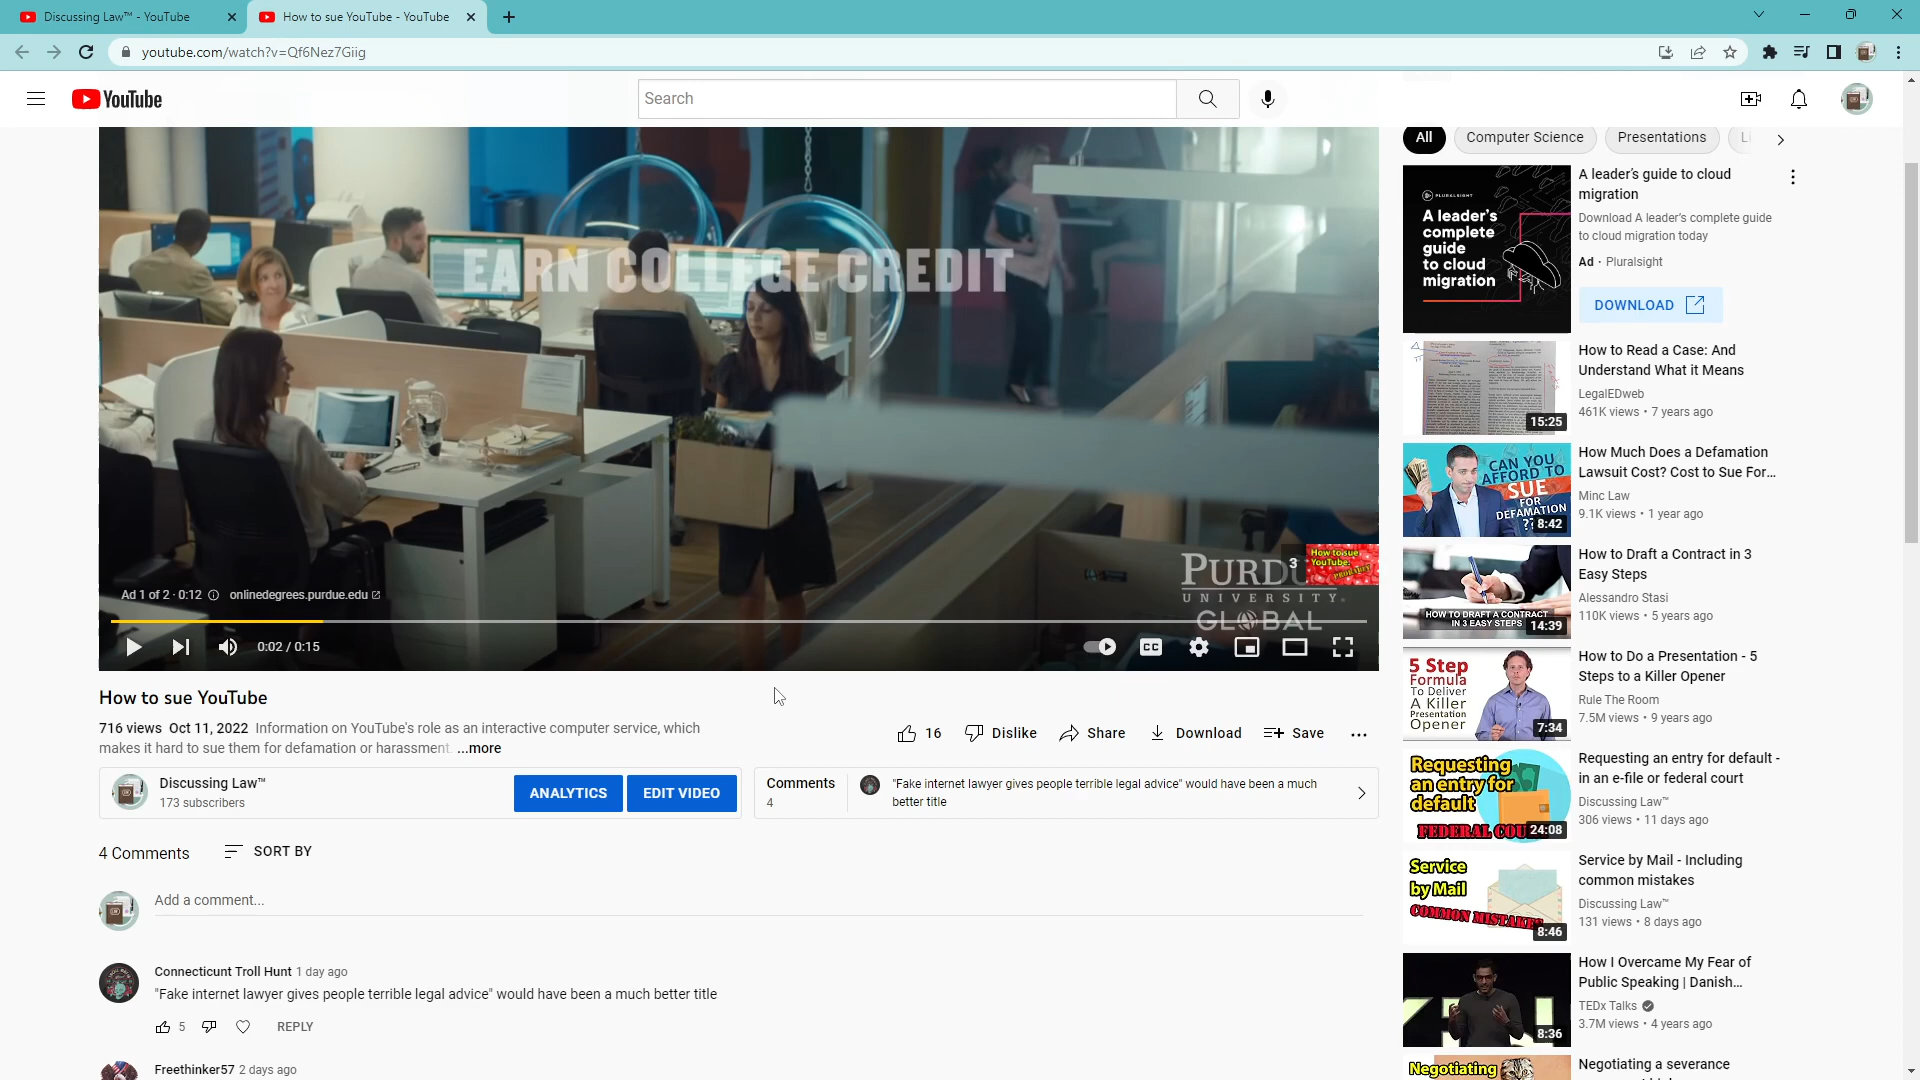 Discussing Law™ - YouTube
How to sue YouTube - YouTube
youtube.com/watch?v=Qf6Nez7Giig
YouTube
Search
EARN COLLEGE CREDIT
PURDU
UNIVERSITY
GLOBAL
3
How to sue
YouTube:
Ad 1 of 2 · 0:12 onlinedegrees.purdue.edu
0:02 / 0:15
CC
How to sue YouTube
716 views Oct 11, 2022 Information on YouTube's role as an interactive computer service, which
makes it hard to sue them for defamation or harassment. ...more
16 Dislike Share Download Save
Discussing Law™
173 subscribers
ANALYTICS
EDIT VIDEO
Comments
4
"Fake internet lawyer gives people terrible legal advice" would have been a much
better title
4 Comments
SORT BY
Add a comment...
Connecticunt Troll Hunt 1 day ago
"Fake internet lawyer gives people terrible legal advice" would have been a much better title
5 REPLY
Freethinker57 2 days ago
All Computer Science Presentations
PLURALSIGHT
A leader's
complete
guide
to cloud
migration
A leader's guide to cloud
migration
Download A leader's complete guide
to cloud migration today
Ad · Pluralsight
DOWNLOAD
15:25
How to Read a Case: And
Understand What it Means
LegalEDweb
461K views • 7 years ago
CAN YOU
AFFORD TO
SUE
FOR
DEFAMATION
??
8:42
How Much Does a Defamation
Lawsuit Cost? Cost to Sue For...
Minc Law
9.1K views • 1 year ago
HOW TO DRAFT A CONTRACT
IN 3 EASY STEPS
14:39
How to Draft a Contract in 3
Easy Steps
Alessandro Stasi
110K views • 5 years ago
5 Step
Formula
To Deliver
A Killer
Presentation
Opener
7:34
How to Do a Presentation - 5
Steps to a Killer Opener
Rule The Room
7.5M views • 9 years ago
Requesting
an entry for
default
FEDERAL COU
24:08
Requesting an entry for default -
in an e-file or federal court
Discussing Law™
306 views • 11 days ago
Service
by Mail
COMMON MISTAKES
8:46
Service by Mail - Including
common mistakes
Discussing Law™
131 views • 8 days ago
8:36
How I Overcame My Fear of
Public Speaking | Danish...
TEDx Talks
3.7M views • 4 years ago
Negotiating
Negotiating a severance